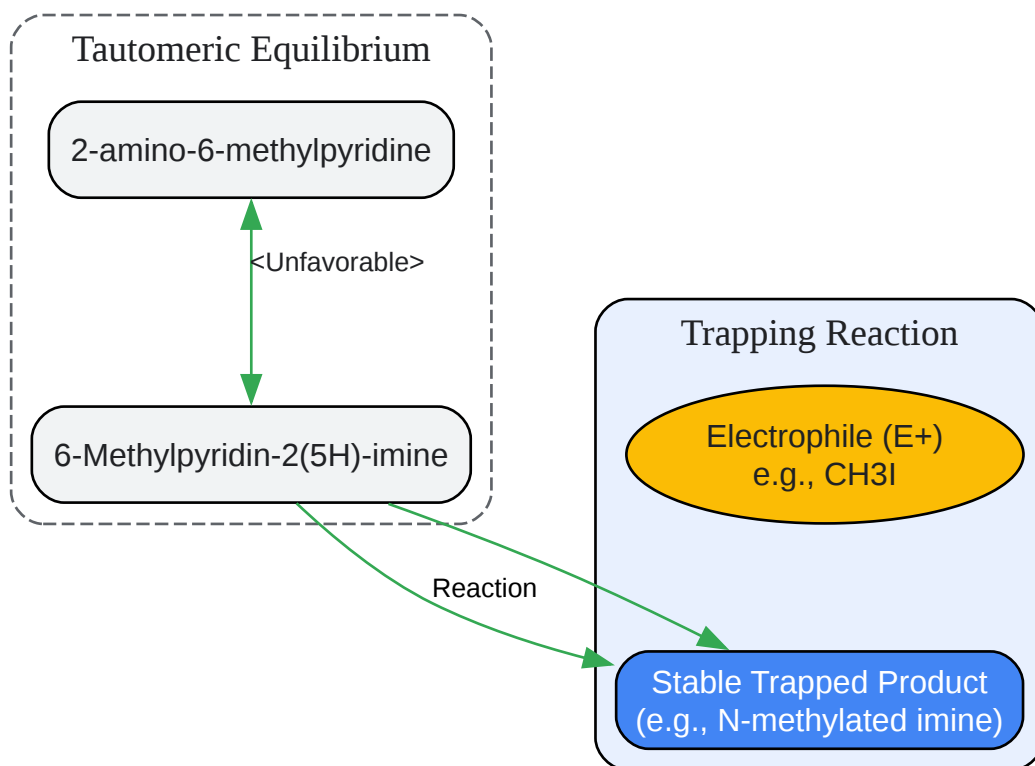 Tautomeric Equilibrium
2-amino-6-methylpyridine
<Unfavorable>
6-Methylpyridin-2(5H)-imine
Trapping Reaction
Electrophile (E+)
e.g., CH3I
Reaction
Stable Trapped Product
(e.g., N-methylated imine)